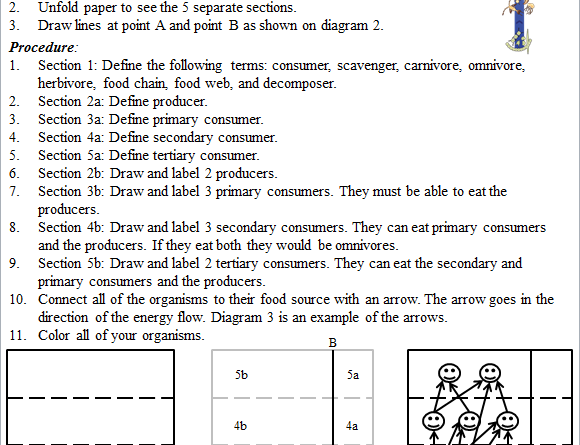 2. Unfold paper to see the 5 separate sections.
3. Draw lines at point A and point B as shown on diagram 2.
Procedure:
1. Section 1: Define the following terms: consumer, scavenger, carnivore, omnivore,
herbivore, food chain, food web, and decomposer.
2. Section 2a: Define producer.
3. Section 3a: Define primary consumer.
4. Section 4a: Define secondary consumer.
5. Section 5a: Define tertiary consumer.
6. Section 2b: Draw and label 2 producers.
7. Section 3b: Draw and label 3 primary consumers. They must be able to eat the
producers.
8. Section 4b: Draw and label 3 secondary consumers. They can eat primary consumers
and the producers. If they eat both they would be omnivores.
9. Section 5b: Draw and label 2 tertiary consumers. They can eat the secondary and
primary consumers and the producers.
10. Connect all of the organisms to their food source with an arrow. The arrow goes in the
direction of the energy flow. Diagram 3 is an example of the arrows.
11. Color all of your organisms.
B
5b 5a
4b 4a